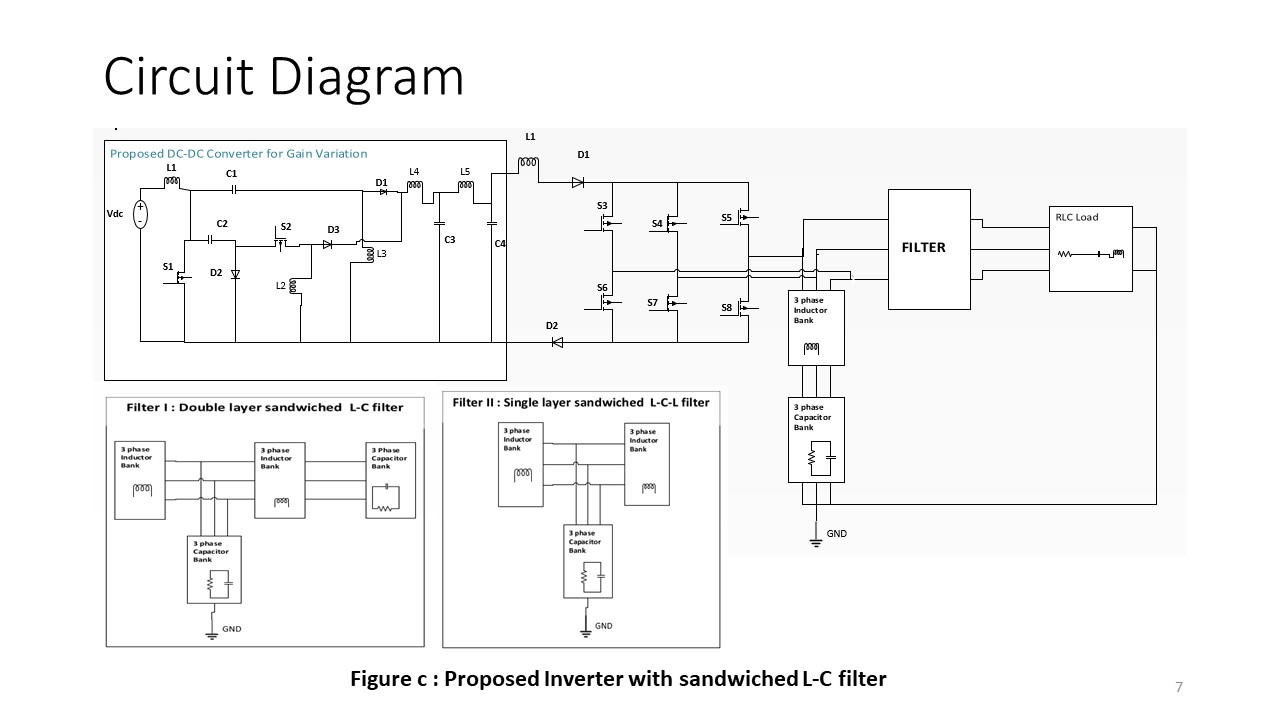 Circuit Diagram
Proposed DC-DC Converter for Gain Variation
L1
C1
D1
L4
L5
Vdc
+
-
C2
S2
D3
L3
C3
C4
S1
D2
L2
L1
D1
S3
S4
S5
S6
S7
S8
D2
FILTER
RLC Load
3 phase
Inductor
Bank
3 phase
Capacitor
Bank
GND
Filter I : Double layer sandwiched L-C filter
3 phase
Inductor
Bank
3 phase
Inductor
Bank
3 Phase
Capacitor
Bank
3 phase
Capacitor
Bank
GND
Filter II : Single layer sandwiched L-C-L filter
3 phase
Inductor
Bank
3 phase
Inductor
Bank
3 phase
Capacitor
Bank
GND
Figure c : Proposed Inverter with sandwiched L-C filter
7